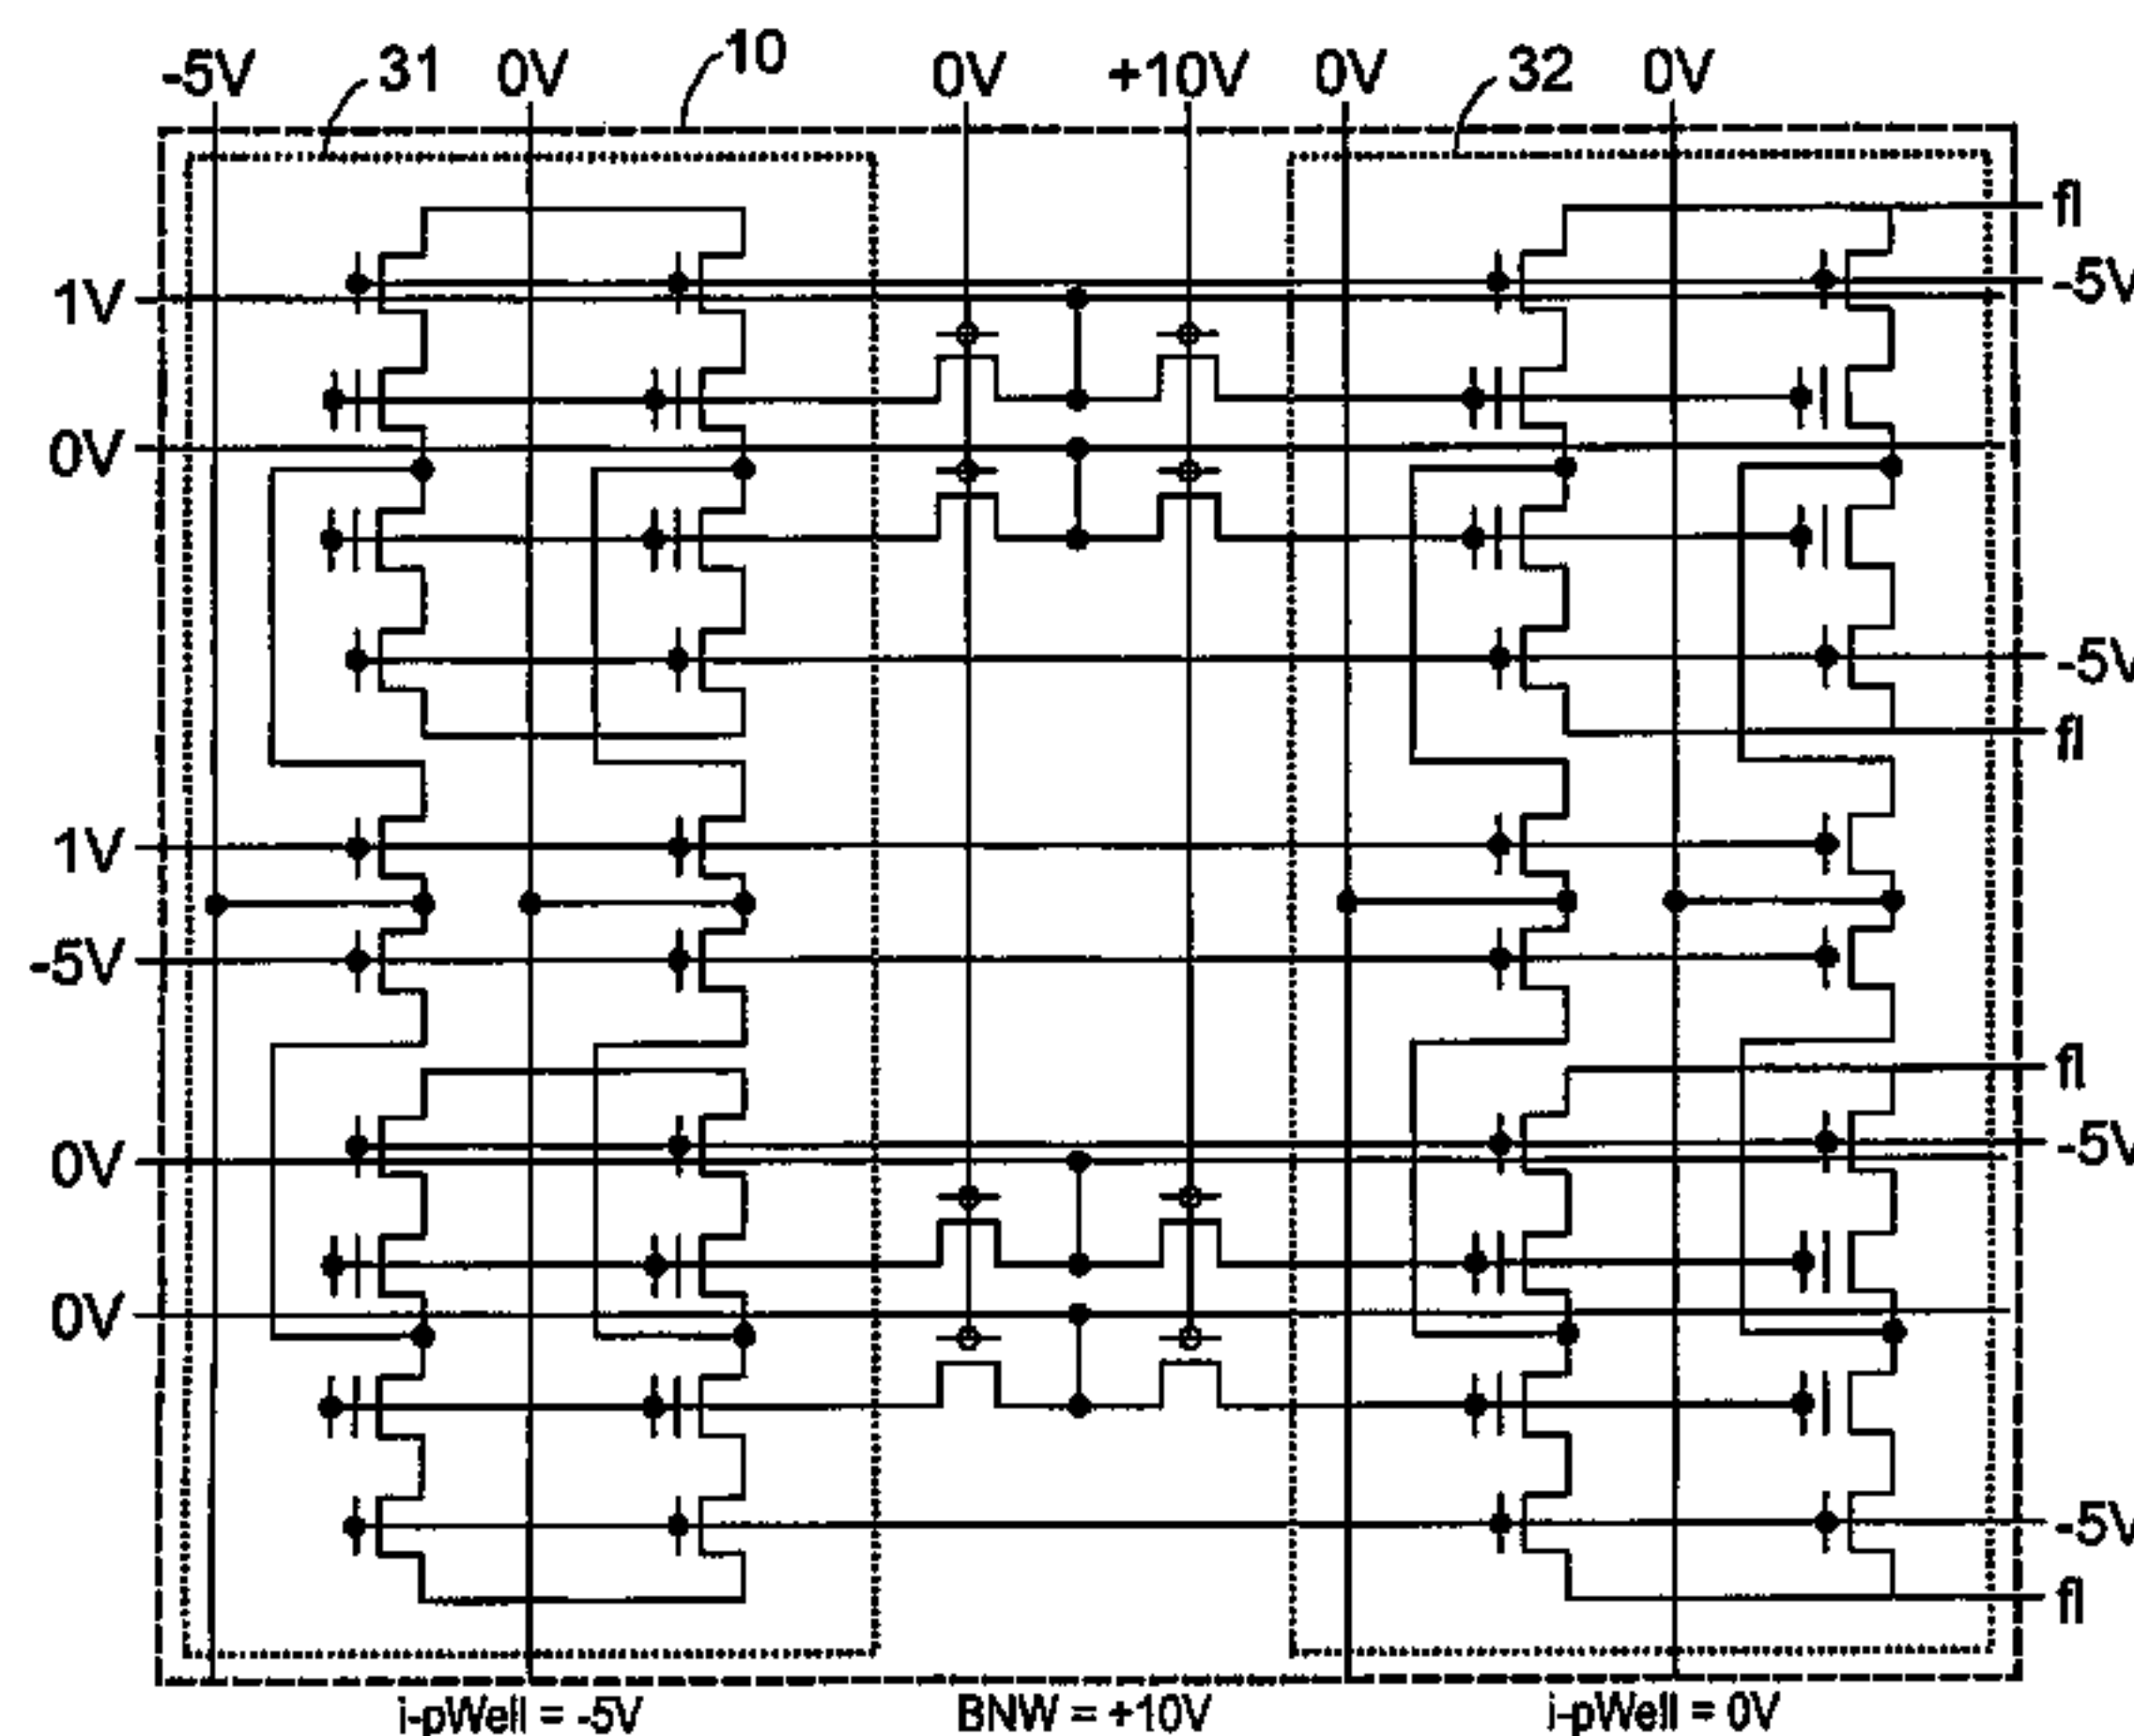 -5V 31 0V 10 0V +10V 0V 32 0V
fl
-5V
1V
0V
-5V
fl
1V
-5V
fl
0V
-5V
0V
-5V
fl
i-pWell = -5V BNW = +10V i-pWell = 0V